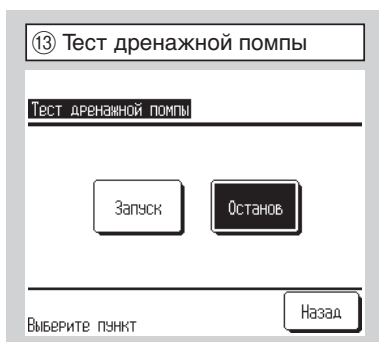 ⑬ Тест дренажной помпы
Тест дренажной помпы
Запуск
Останов
Выберите пункт
Назад